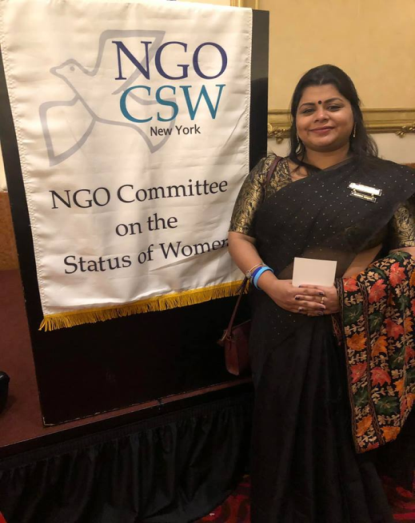 NGO
CSW
New York
NGO Committee
on the
Status of Women